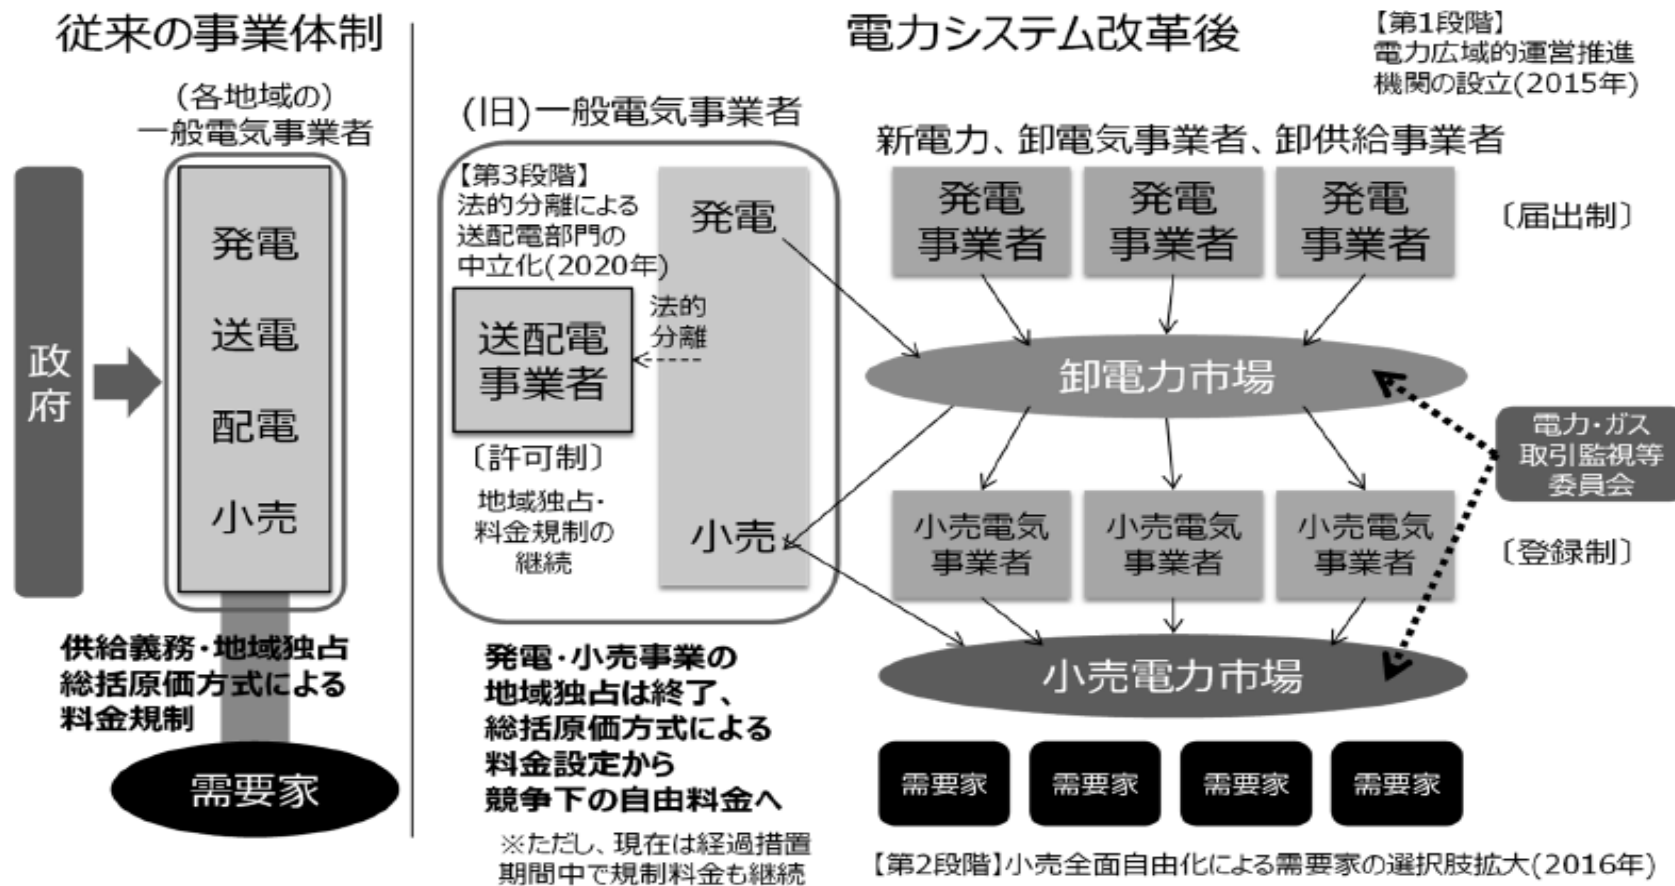 従来の事業体制
(各地域の)
一般電気事業者
政
府
発電
送電
配電
小売
供給義務・地域独占
総括原価方式による
料金規制
需要家
電力システム改革後
【第1段階】
電力広域的運営推進
機関の設立(2015年)
(旧)一般電気事業者
【第3段階】
法的分離による
送配電部門の
中立化(2020年)
発電
法的
分離
送配電
事業者
〔許可制〕
地域独占・
料金規制の
継続
小売
発電・小売事業の
地域独占は終了、
総括原価方式による
料金設定から
競争下の自由料金へ
※ただし、現在は経過措置
期間中で規制料金も継続
新電力、卸電気事業者、卸供給事業者
発電
事業者
発電
事業者
発電
事業者
〔届出制〕
卸電力市場
電力・ガス
取引監視等
委員会
小売電気
事業者
小売電気
事業者
小売電気
事業者
〔登録制〕
小売電力市場
需要家
需要家
需要家
需要家
【第2段階】小売全面自由化による需要家の選択肢拡大(2016年)